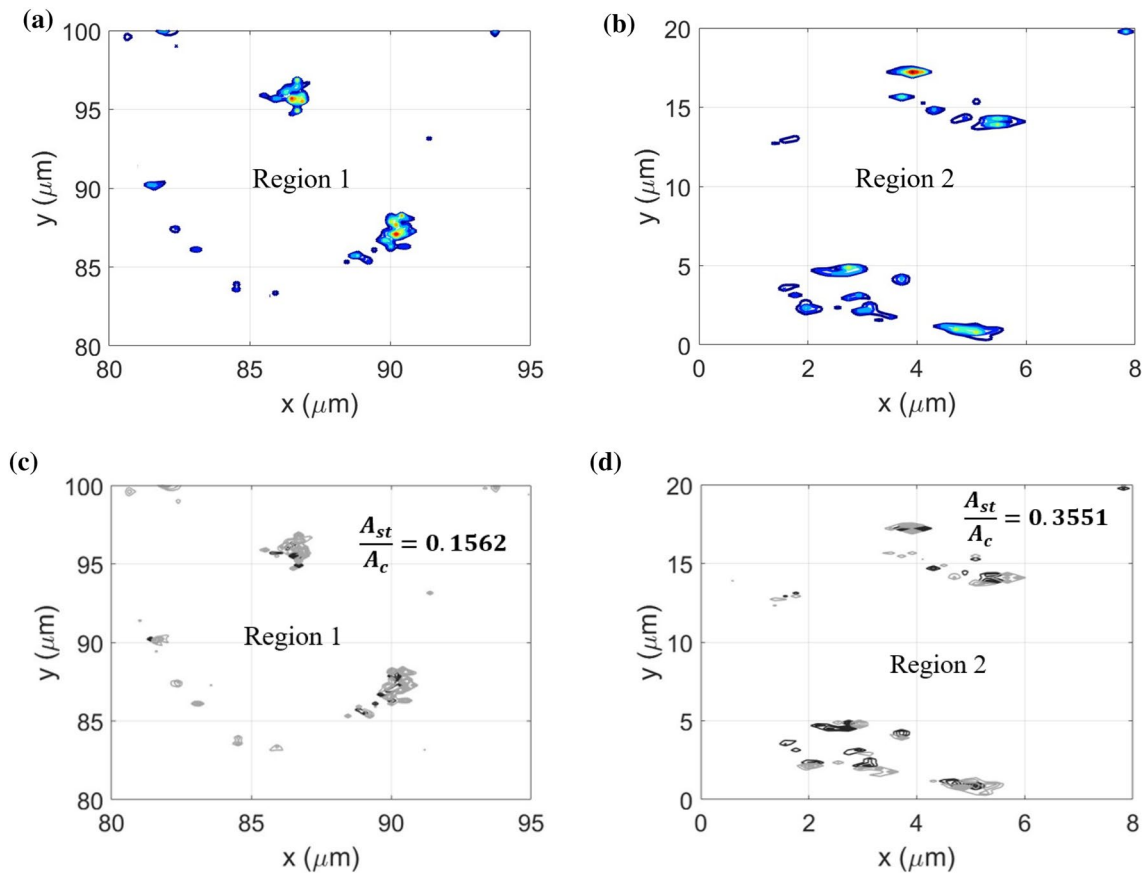 (a)
100
95
90
85
80
y (μm)
Region 1
80 85 90 95
x (μm)
(b)
20
15
10
5
0
y (μm)
Region 2
2 4 6 8
x (μm)
(c)
100
95
90
85
80
y (μm)
A_st/A_c = 0.1562
Region 1
80 85 90 95
x (μm)
(d)
20
15
10
5
0
y (μm)
A_st/A_c = 0.3551
Region 2
0 2 4 6 8
x (μm)